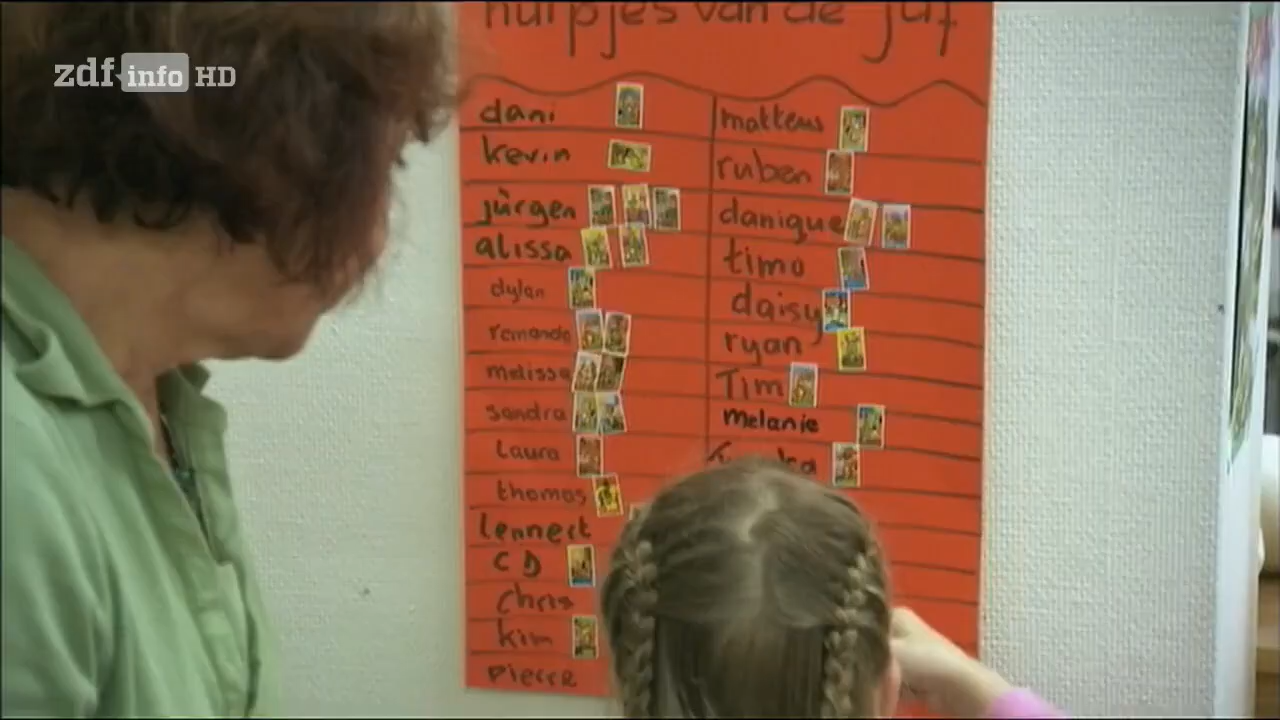 zdf info HD
hulpjes van de juf
dani
kevin
jürgen
alissa
dylan
remando
melissa
sandra
laura
thomas
lennert
CD
chris
kim
pierre
matteus
ruben
danique
timo
daisy
ryan
Tim
melanie